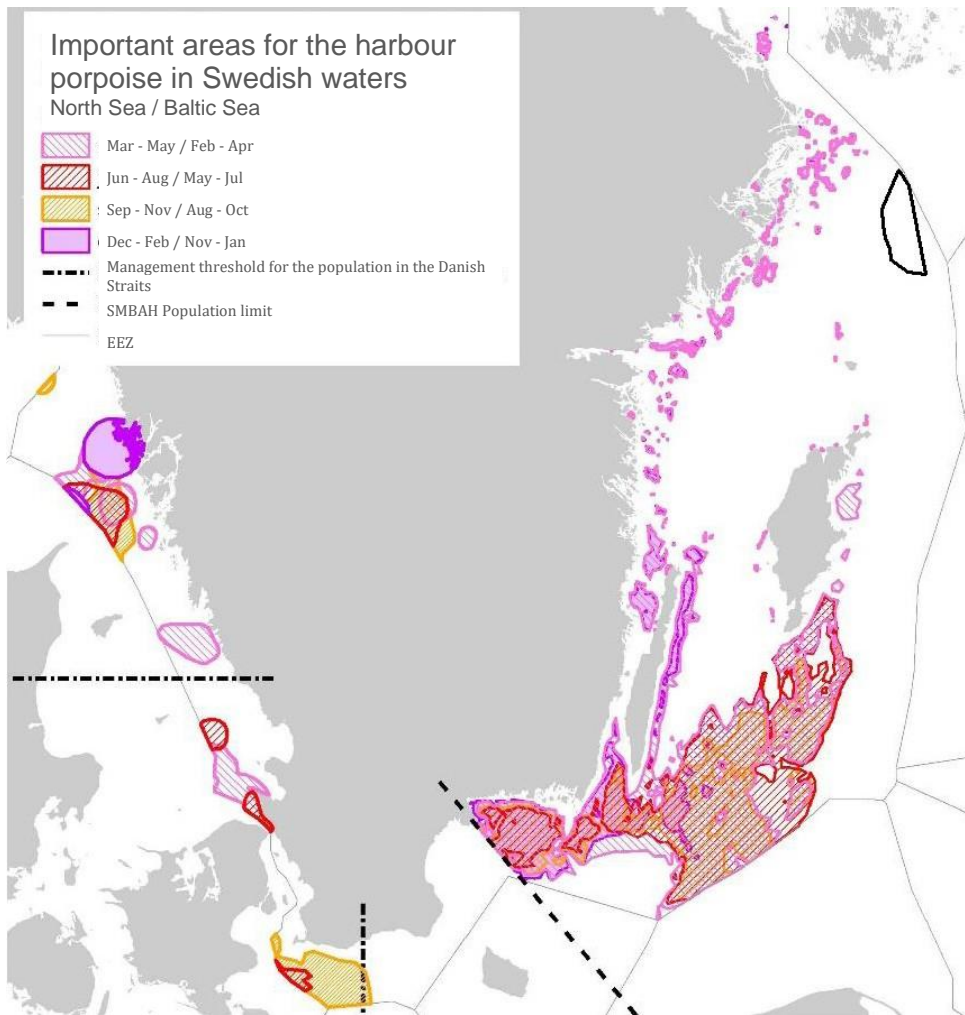 Important areas for the harbour
porpoise in Swedish waters
North Sea / Baltic Sea
Mar - May / Feb - Apr
Jun - Aug / May - Jul
Sep - Nov / Aug - Oct
Dec - Feb / Nov - Jan
Management threshold for the population in the Danish
Straits
SMBAH Population limit
EEZ